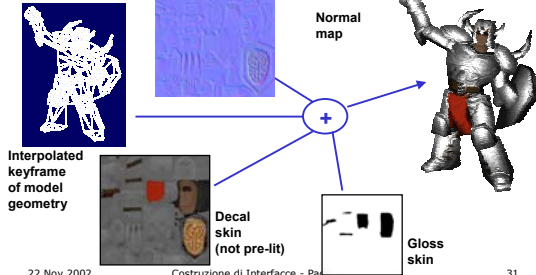 Normal
map
+
Interpolated
keyframe
of model
geometry
Decal
skin
(not pre-lit)
Gloss
skin
22 Nov 2002
Costruzione di Interfacce -
31